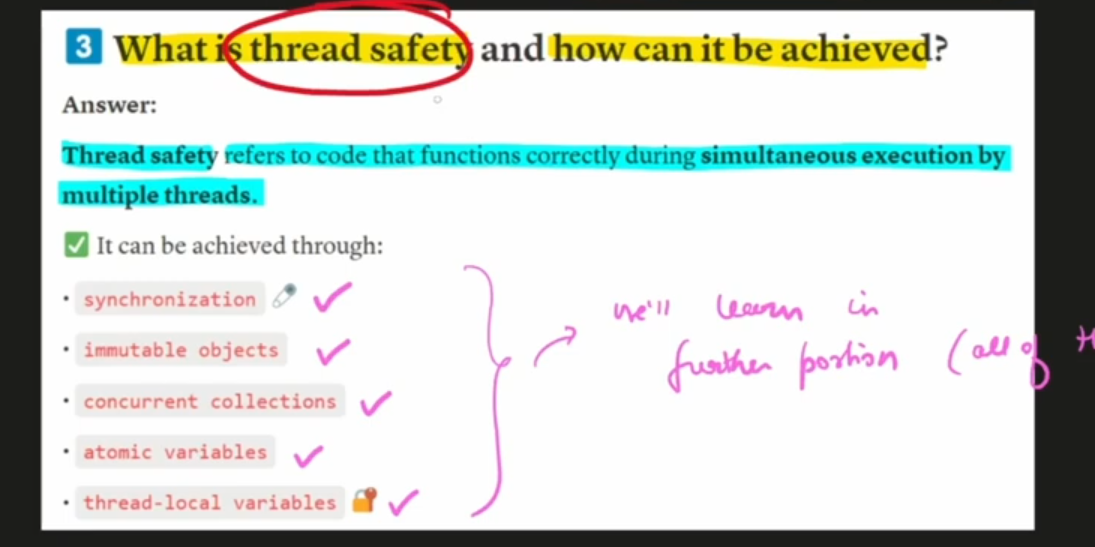 3 What is thread safety and how can it be achieved?
Answer:
Thread safety refers to code that functions correctly during simultaneous execution by
multiple threads.
It can be achieved through:
• synchronization
• immutable objects
• concurrent collections
• atomic variables
• thread-local variables
we'll learn in
further portion (all of